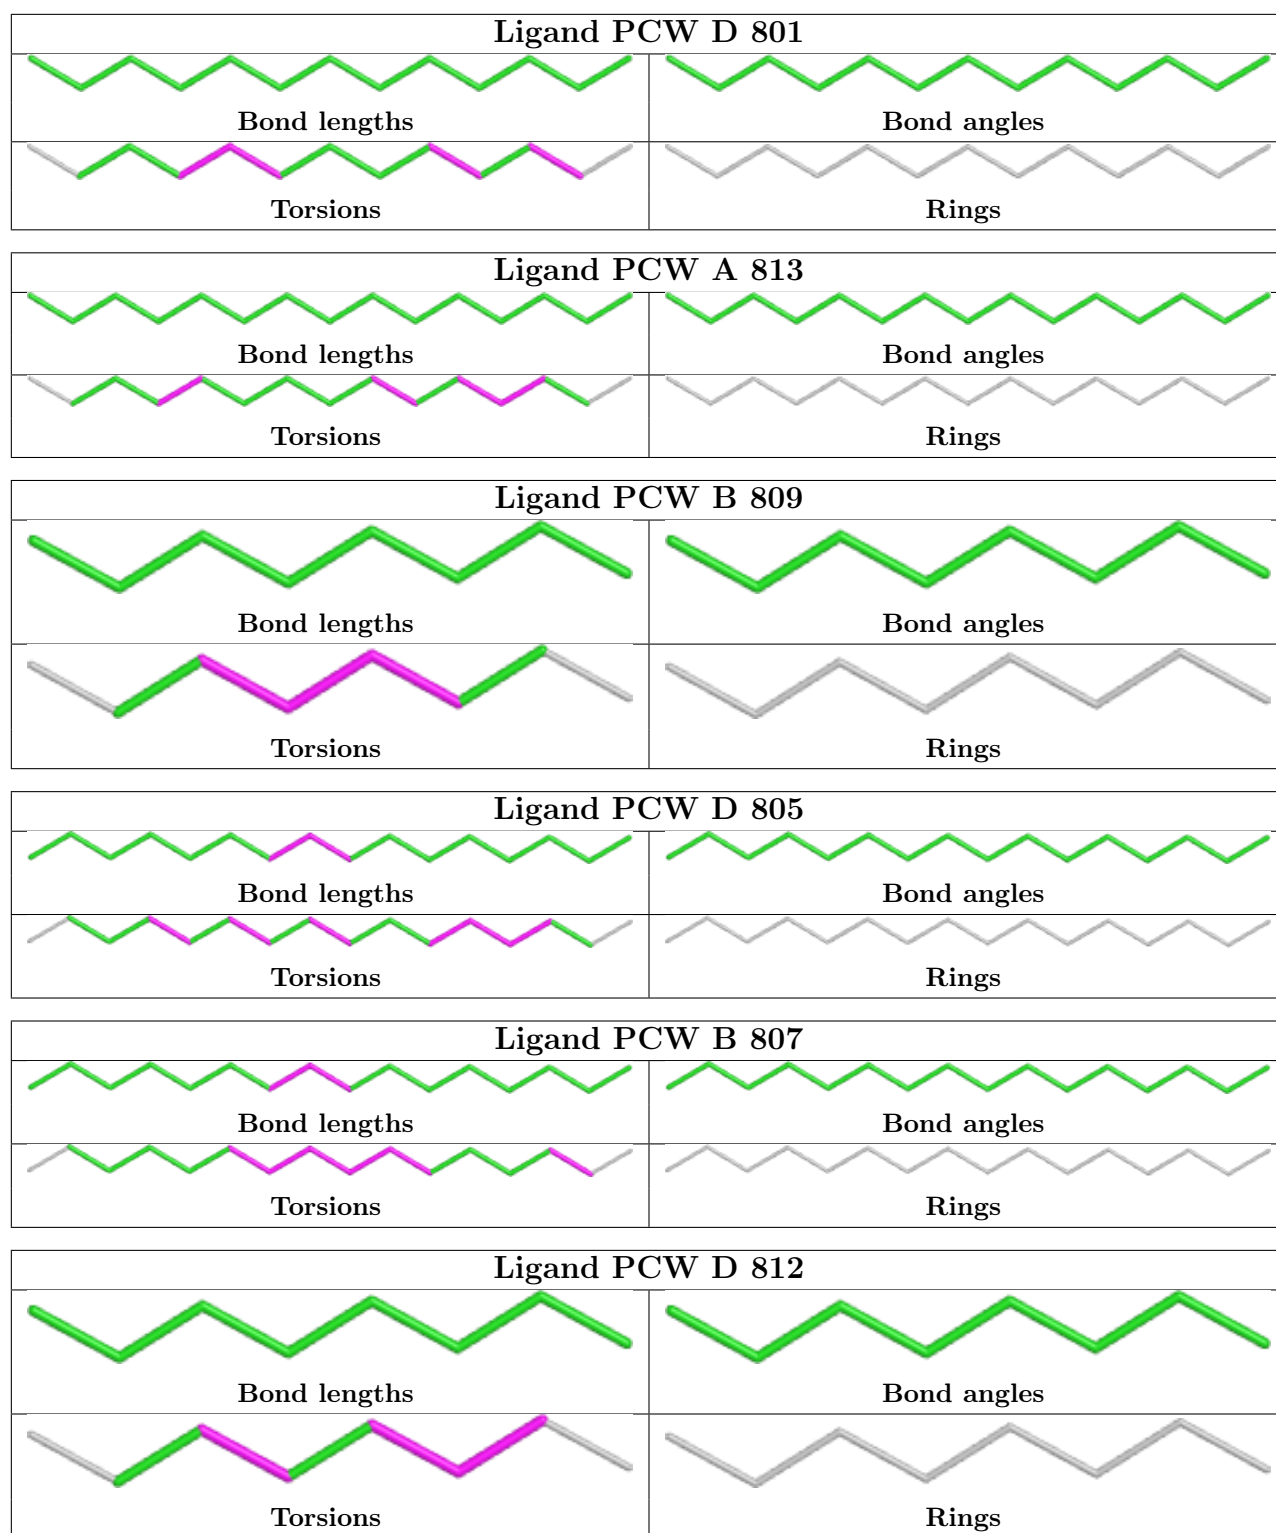 Ligand PCW D 801
Bond lengths Bond angles
Torsions Rings
Ligand PCW A 813
Bond lengths Bond angles
Torsions Rings
Ligand PCW B 809
Bond lengths Bond angles
Torsions Rings
Ligand PCW D 805
Bond lengths Bond angles
Torsions Rings
Ligand PCW B 807
Bond lengths Bond angles
Torsions Rings
Ligand PCW D 812
Bond lengths Bond angles
Torsions Rings